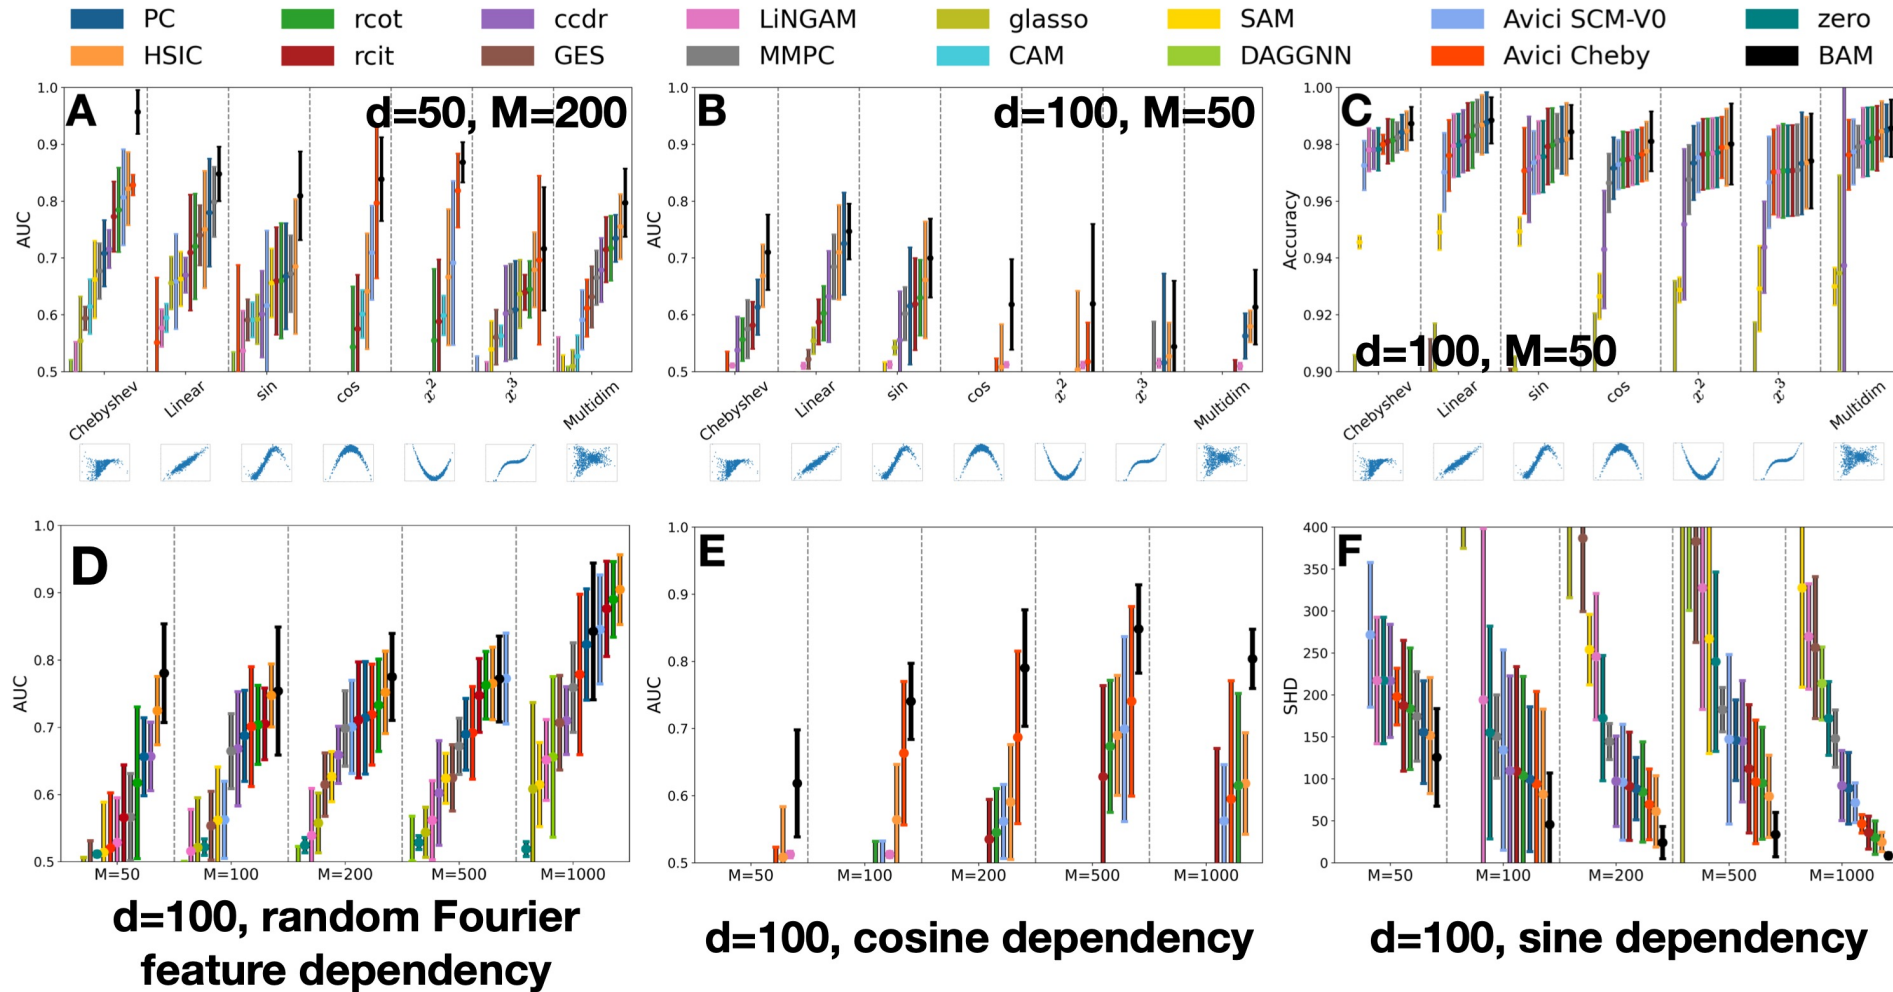 PC rcot ccdr LiNGAM glasso SAM Avici SCM-V0 zero
HSIC rcit GES MMPC CAM DAGGNN Avici Cheby BAM
A d=50, M=200
AUC
1.0
0.9
0.8
0.7
0.6
0.5
Chebyshev Linear sin cos x² x³ Multidim
B d=100, M=50
AUC
1.0
0.9
0.8
0.7
0.6
0.5
Chebyshev Linear sin cos x² x³ Multidim
C
Accuracy
1.00
0.98
0.96
0.94
0.92
0.90
d=100, M=50
Chebyshev Linear sin cos x² x³ Multidim
D
AUC
1.0
0.9
0.8
0.7
0.6
0.5
M=50 M=100 M=200 M=500 M=1000
d=100, random Fourier
feature dependency
E
AUC
1.0
0.9
0.8
0.7
0.6
0.5
M=50 M=100 M=200 M=500 M=1000
d=100, cosine dependency
F
SHD
400
350
300
250
200
150
100
50
0
M=50 M=100 M=200 M=500 M=1000
d=100, sine dependency